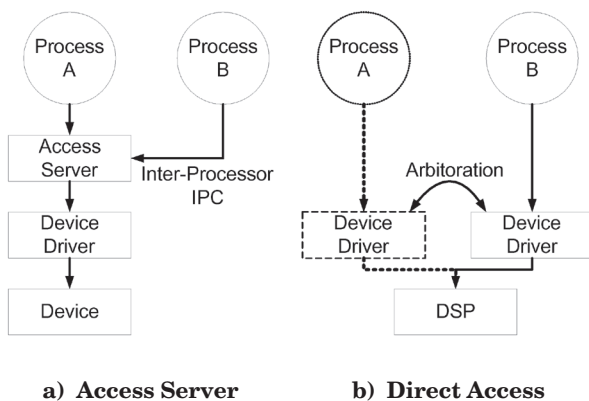 Process
A
Process
B
Access
Server
Inter-Processor
IPC
Device
Driver
Device
a) Access Server
Process
A
Process
B
Arbitoration
Device
Driver
Device
Driver
DSP
b) Direct Access